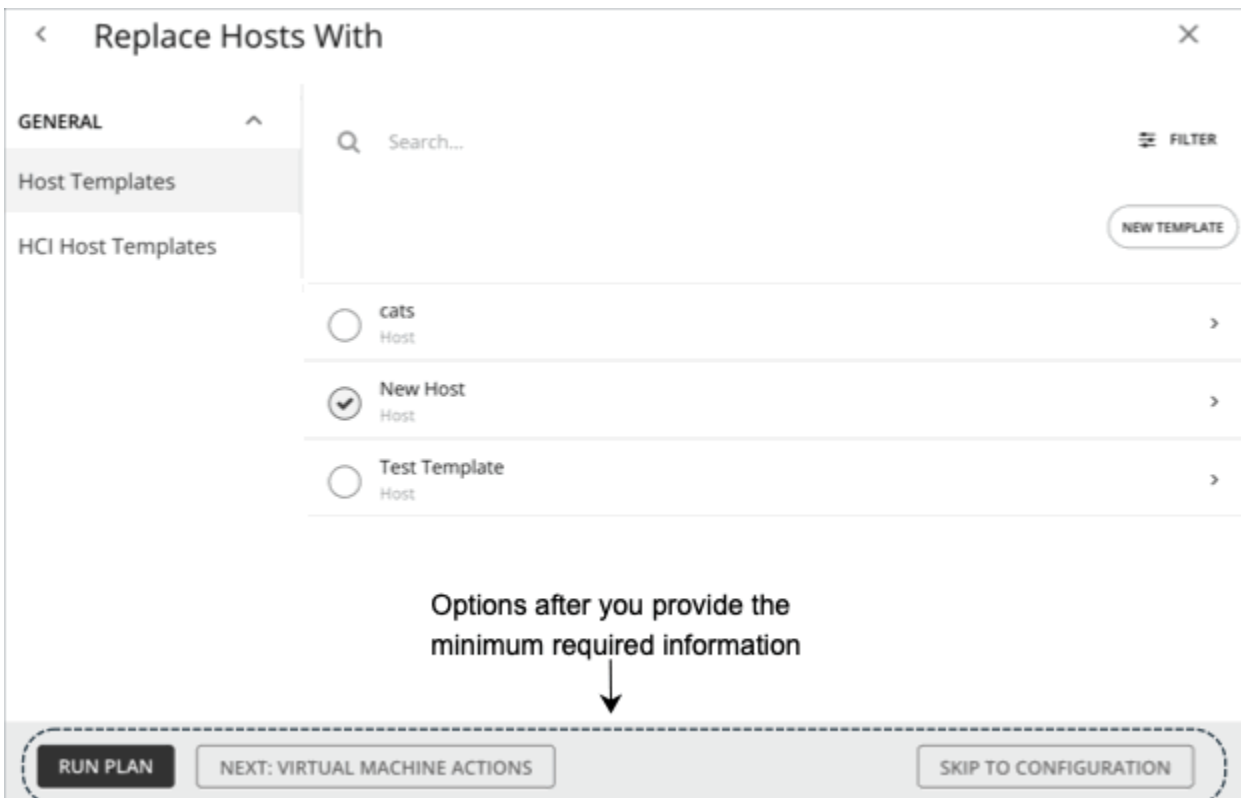 Replace Hosts With
GENERAL
Host Templates
HCI Host Templates
Search...
FILTER
NEW TEMPLATE
cats
Host
New Host
Host
Test Template
Host
Options after you provide the
minimum required information
RUN PLAN
NEXT: VIRTUAL MACHINE ACTIONS
SKIP TO CONFIGURATION